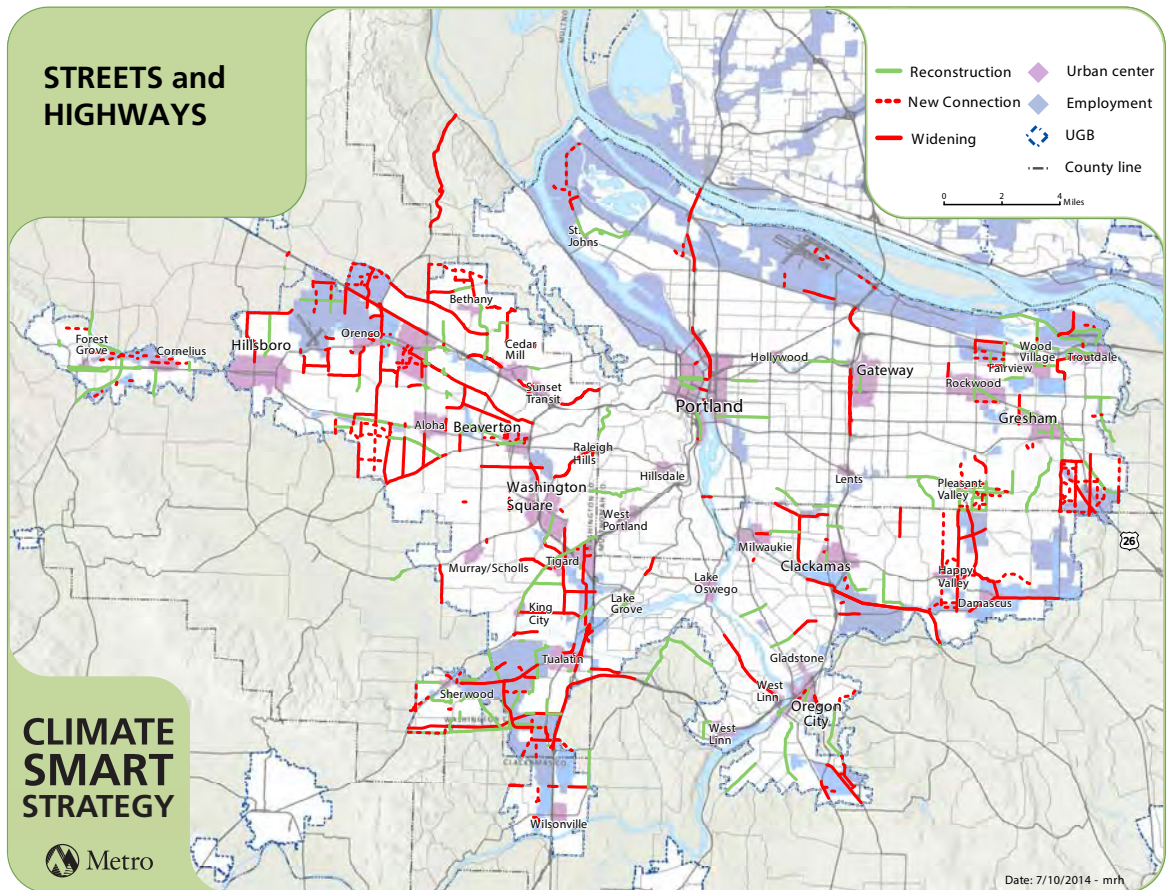 STREETS and
HIGHWAYS
Reconstruction
New Connection
Widening
Urban center
Employment
UGB
County line
0 2 4
Miles
St.
Johns
Bethany
Forest
Grove
Cornelius
Hillsboro
Orenco
Cedar
Mill
Sunset
Transit
Hollywood
Portland
Gateway
Wood
Village
Troutdale
Fairview
Rockwood
Gresham
Aloha
Beaverton
Raleigh
Hills
Hillsdale
Washington
Square
West
Portland
Lents
Pleasant
Valley
26
Murray/Scholls
Tigard
Milwaukie
Clackamas
Lake
Oswego
Happy
Valley
Damascus
King
City
Lake
Grove
Tualatin
Gladstone
Sherwood
West
Linn
Oregon
City
West
Linn
CLACKAMAS CO.
Wilsonville
CLIMATE
SMART
STRATEGY
Metro
Date: 7/10/2014 - mrh